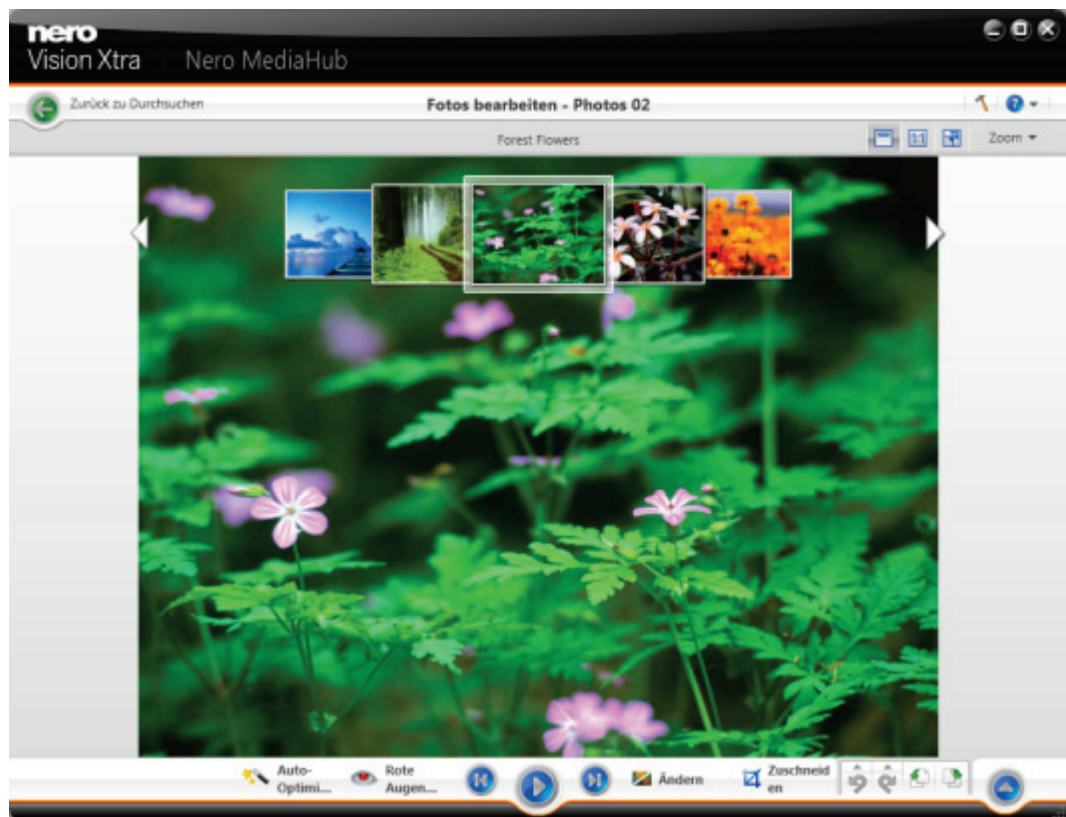 nero
Vision Xtra Nero MediaHub
Zurück zu Durchsuchen
Fotos bearbeiten - Photos 02
Forest Flowers
1:1
Zoom
Auto-
Optimi...
Rote
Augen...
Ändern
Zuschneid
en